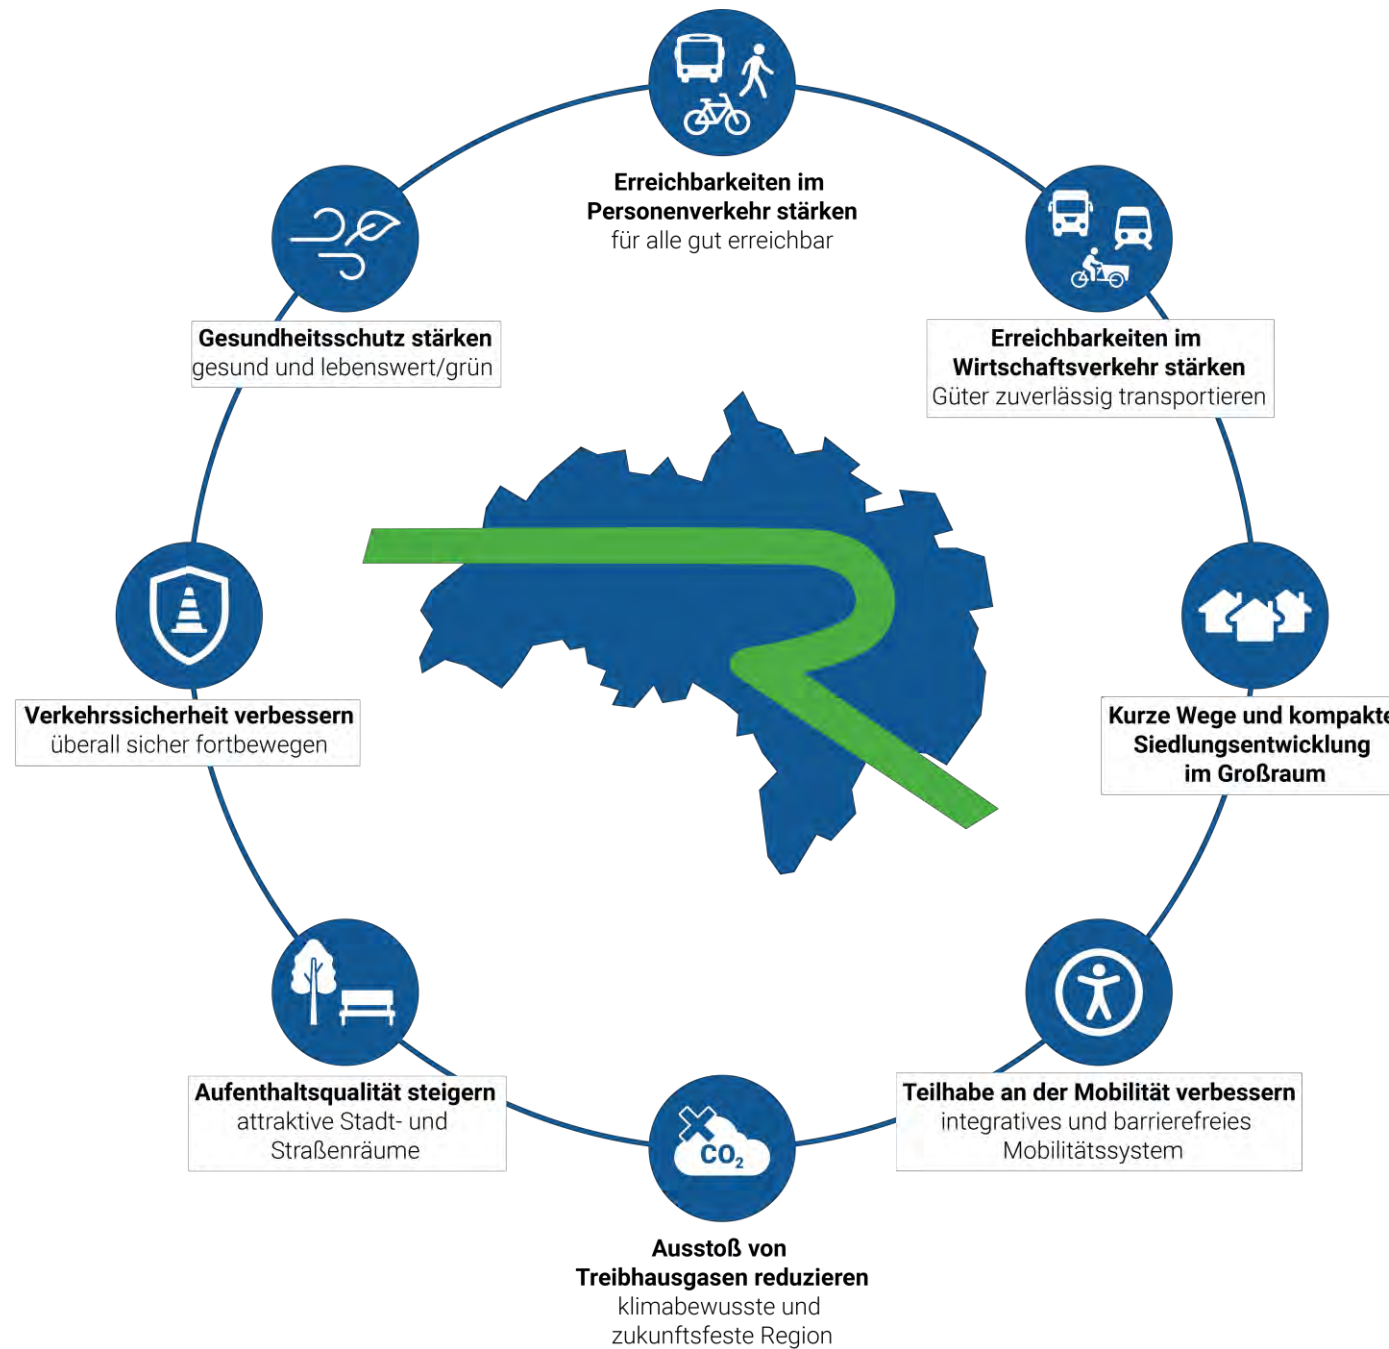 Erreichbarkeiten im
Personenverkehr stärken
für alle gut erreichbar
Erreichbarkeiten im
Wirtschaftsverkehr stärken
Güter zuverlässig transportieren
Kurze Wege und kompakte
Siedlungsentwicklung
im Großraum
Teilhabe an der Mobilität verbessern
integratives und barrierefreies
Mobilitätssystem
CO₂
Ausstoß von
Treibhausgasen reduzieren
klimabewusste und
zukunftsfeste Region
Aufenthaltsqualität steigern
attraktive Stadt- und
Straßenräume
Verkehrssicherheit verbessern
überall sicher fortbewegen
Gesundheitsschutz stärken
gesund und lebenswert/grün